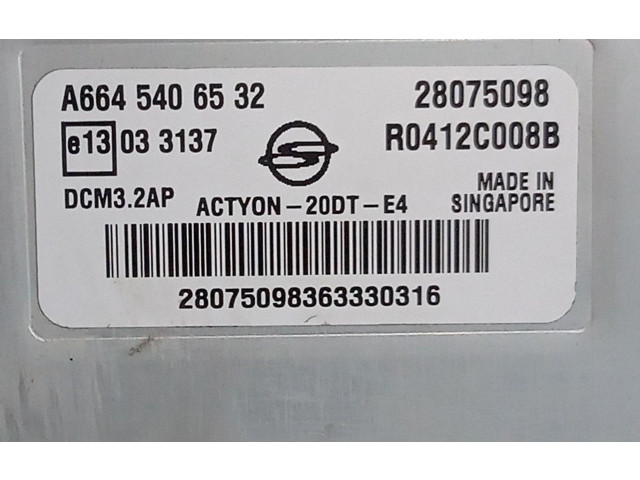 A664 540 65 32 28075098
e13 03 3137 R0412C008B
DCM3.2AP ACTYON-20DT-E4 MADE IN
SINGAPORE
28075098363330316